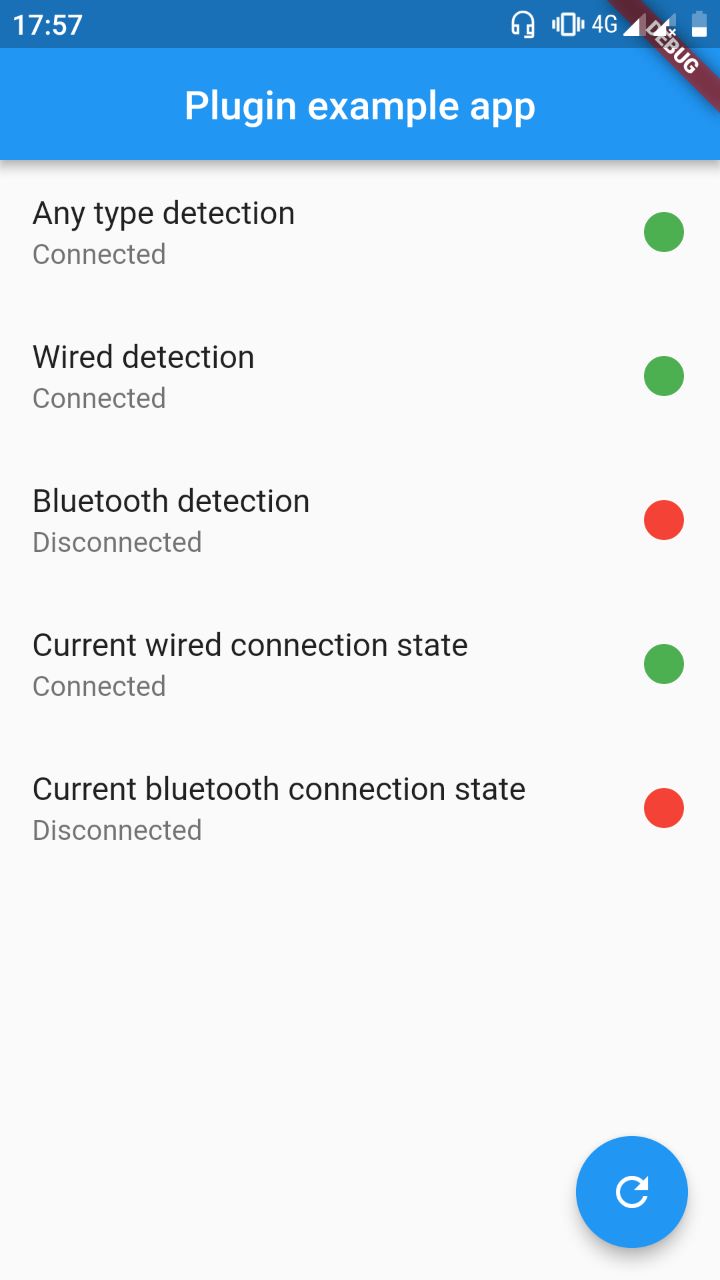 17:57
4G
DEBUG
Plugin example app
Any type detection
Connected
Wired detection
Connected
Bluetooth detection
Disconnected
Current wired connection state
Connected
Current bluetooth connection state
Disconnected